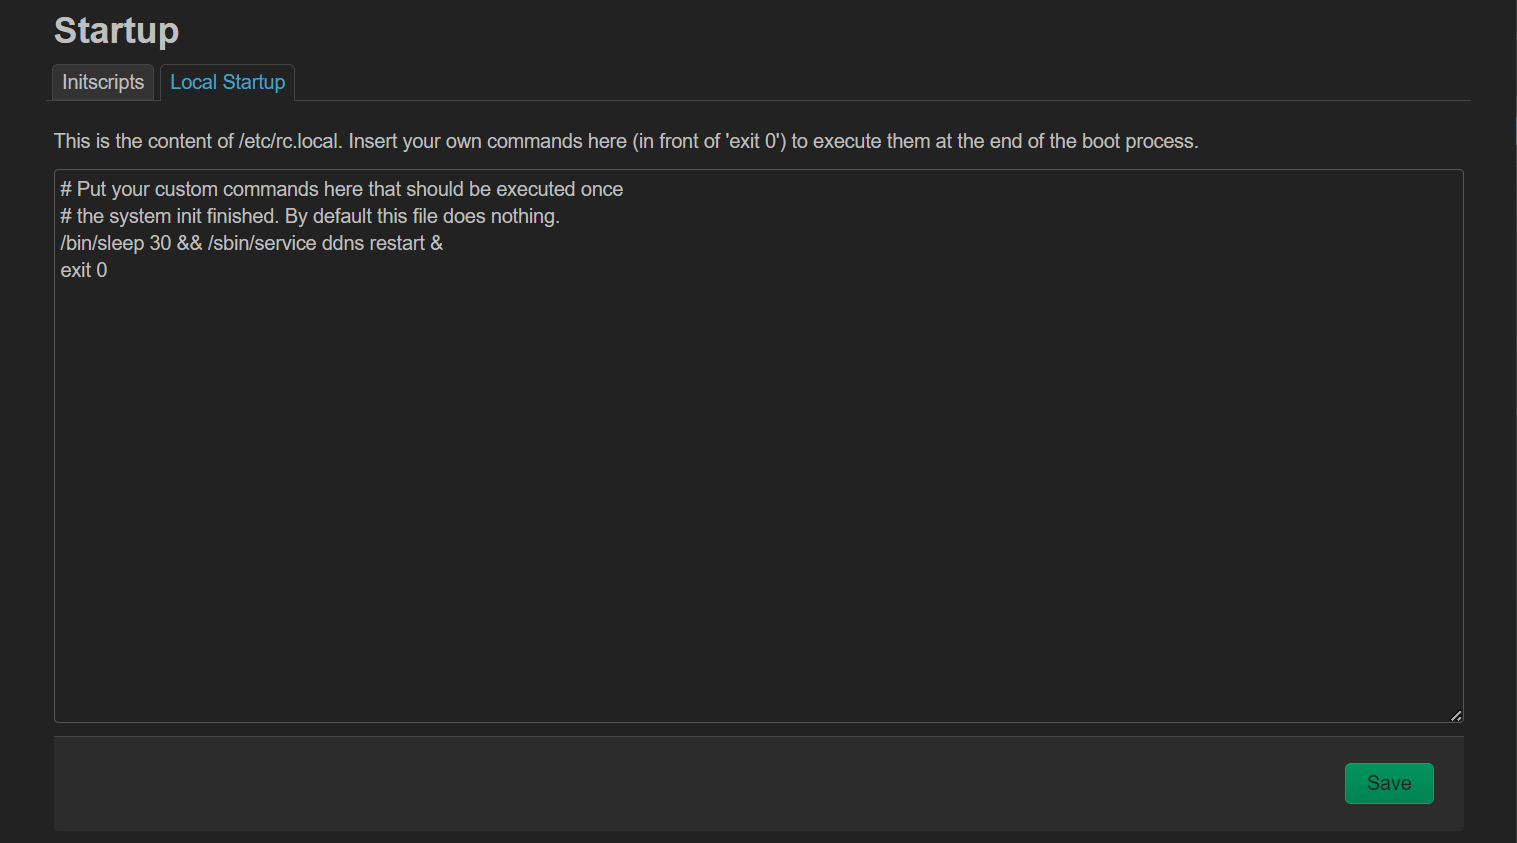 Startup
Initscripts
Local Startup
This is the content of /etc/rc.local. Insert your own commands here (in front of 'exit 0') to execute them at the end of the boot process.
# Put your custom commands here that should be executed once
# the system init finished. By default this file does nothing.
/bin/sleep 30 && /sbin/service ddns restart &
exit 0
Save